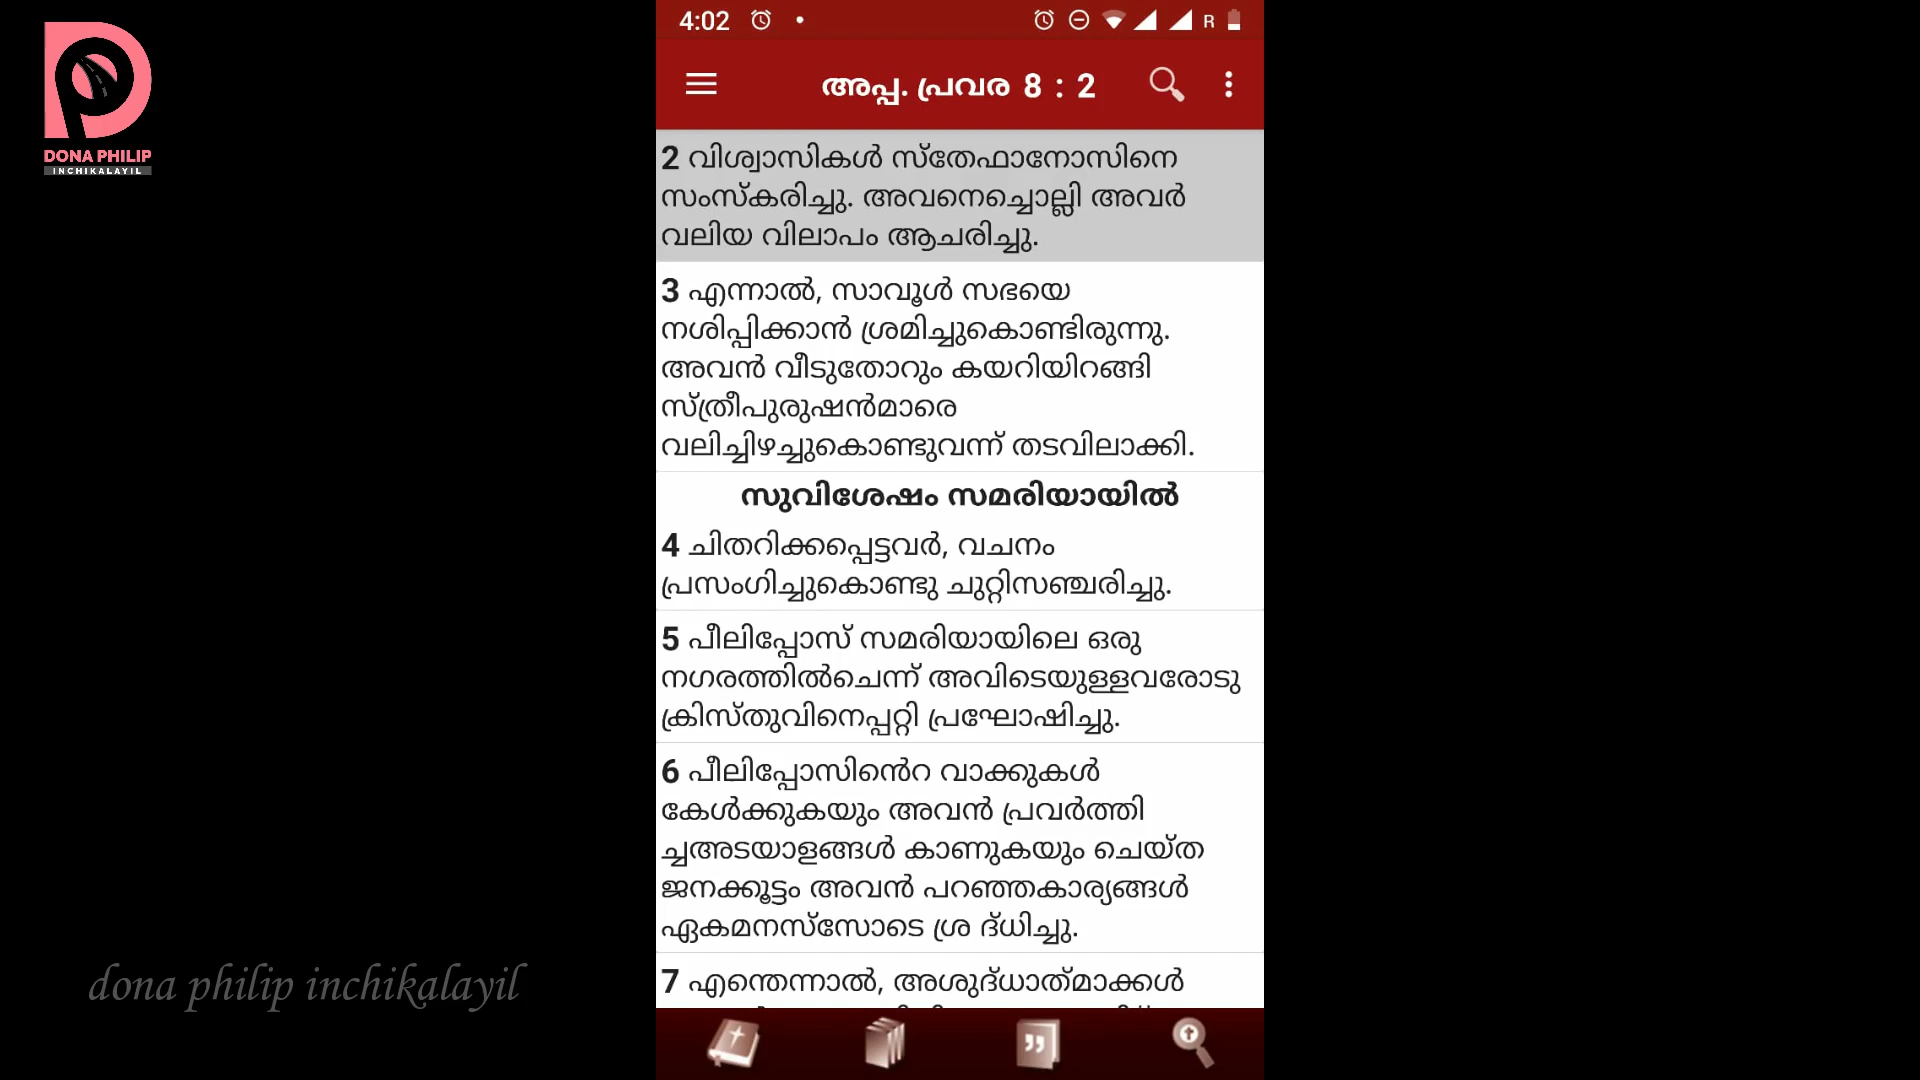 DONA PHILIP
INCHIKALAYIL
4:02
R
അപ്പ. പ്രവര 8 : 2
2 വിശ്വാസികൾ സ്തേഫാനോസിനെ
സംസ്കരിച്ചു. അവനെച്ചൊല്ലി അവർ
വലിയ വിലാപം ആചരിച്ചു.
3 എന്നാൽ, സാവൂൾ സഭയെ
നശിപ്പിക്കാൻ ശ്രമിച്ചുകൊണ്ടിരുന്നു.
അവൻ വീടുതോറും കയറിയിറങ്ങി
സ്ത്രീപുരുഷൻമാരെ
വലിച്ചിഴച്ചുകൊണ്ടുവന്ന് തടവിലാക്കി.
സുവിശേഷം സമരിയായിൽ
4 ചിതറിക്കപ്പെട്ടവർ, വചനം
പ്രസംഗിച്ചുകൊണ്ടു ചുറ്റിസഞ്ചരിച്ചു.
5 പീലിപ്പോസ് സമരിയായിലെ ഒരു
നഗരത്തിൽചെന്ന് അവിടെയുള്ളവരോടു
ക്രിസ്തുവിനെപ്പറ്റി പ്രഘോഷിച്ചു.
6 പീലിപ്പോസിൻെറ വാക്കുകൾ
കേൾക്കുകയും അവൻ പ്രവർത്തി
ച്ചഅടയാളങ്ങൾ കാണുകയും ചെയ്ത
ജനക്കൂട്ടം അവൻ പറഞ്ഞകാര്യങ്ങൾ
ഏകമനസ്സോടെ ശ്ര ദ്ധിച്ചു.
7 എന്തെന്നാൽ, അശുദ്ധാത്മാക്കൾ
dona philip inchikalayil